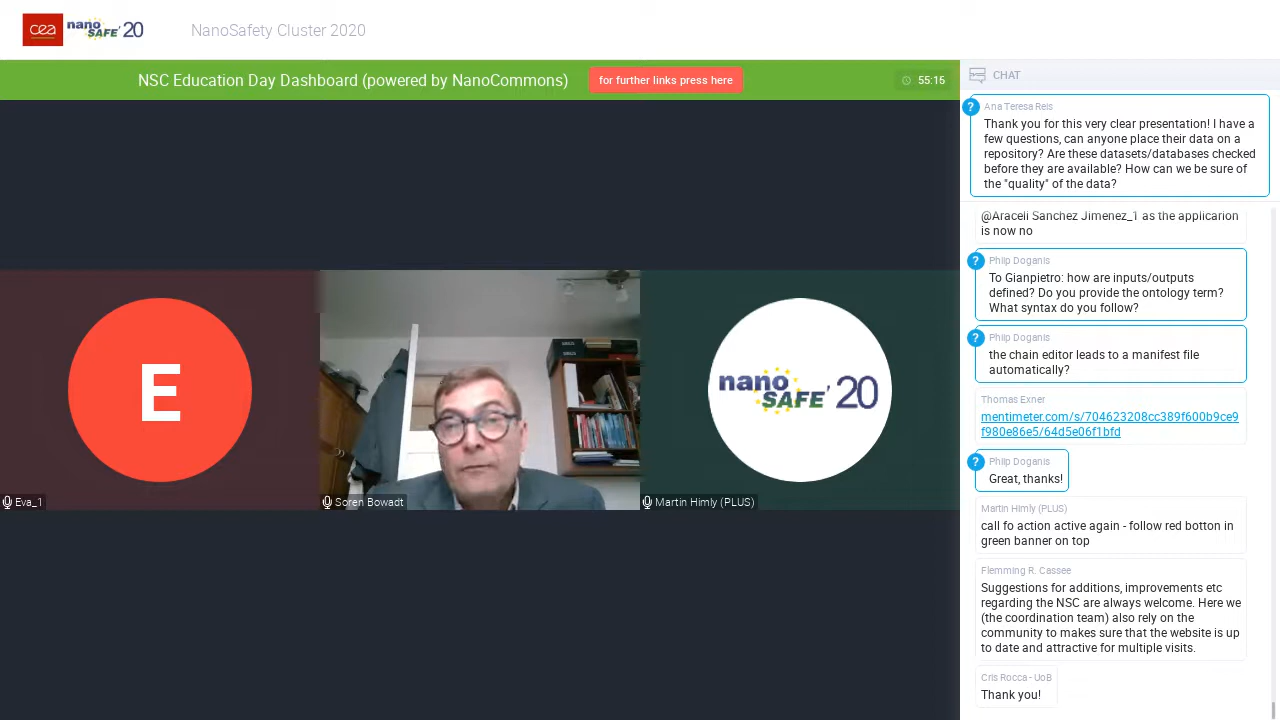 cea nano SAFE' 20
NanoSafety Cluster 2020
NSC Education Day Dashboard (powered by NanoCommons)
for further links press here
55:15
E
Eva_1
Soren Bowadt
nano
SAFE' 20
Martin Himly (PLUS)
CHAT
? Ana Teresa Reis
Thank you for this very clear presentation! I have a
few questions, can anyone place their data on a
repository? Are these datasets/databases checked
before they are available? How can we be sure of
the "quality" of the data?
@Araceli Sanchez Jimenez_1 as the applicarion
is now no
? Philp Doganis
To Gianpietro: how are inputs/outputs
defined? Do you provide the ontology term?
What syntax do you follow?
? Philp Doganis
the chain editor leads to a manifest file
automatically?
Thomas Exner
mentimeter.com/s/704623208cc389f600b9ce9
f980e86e5/64d5e06f1bfd
? Philp Doganis
Great, thanks!
Martin Himly (PLUS)
call fo action active again - follow red botton in
green banner on top
Flemming R. Cassee
Suggestions for additions, improvements etc
regarding the NSC are always welcome. Here we
(the coordination team) also rely on the
community to makes sure that the website is up
to date and attractive for multiple visits.
Cris Rocca - UoB
Thank you!